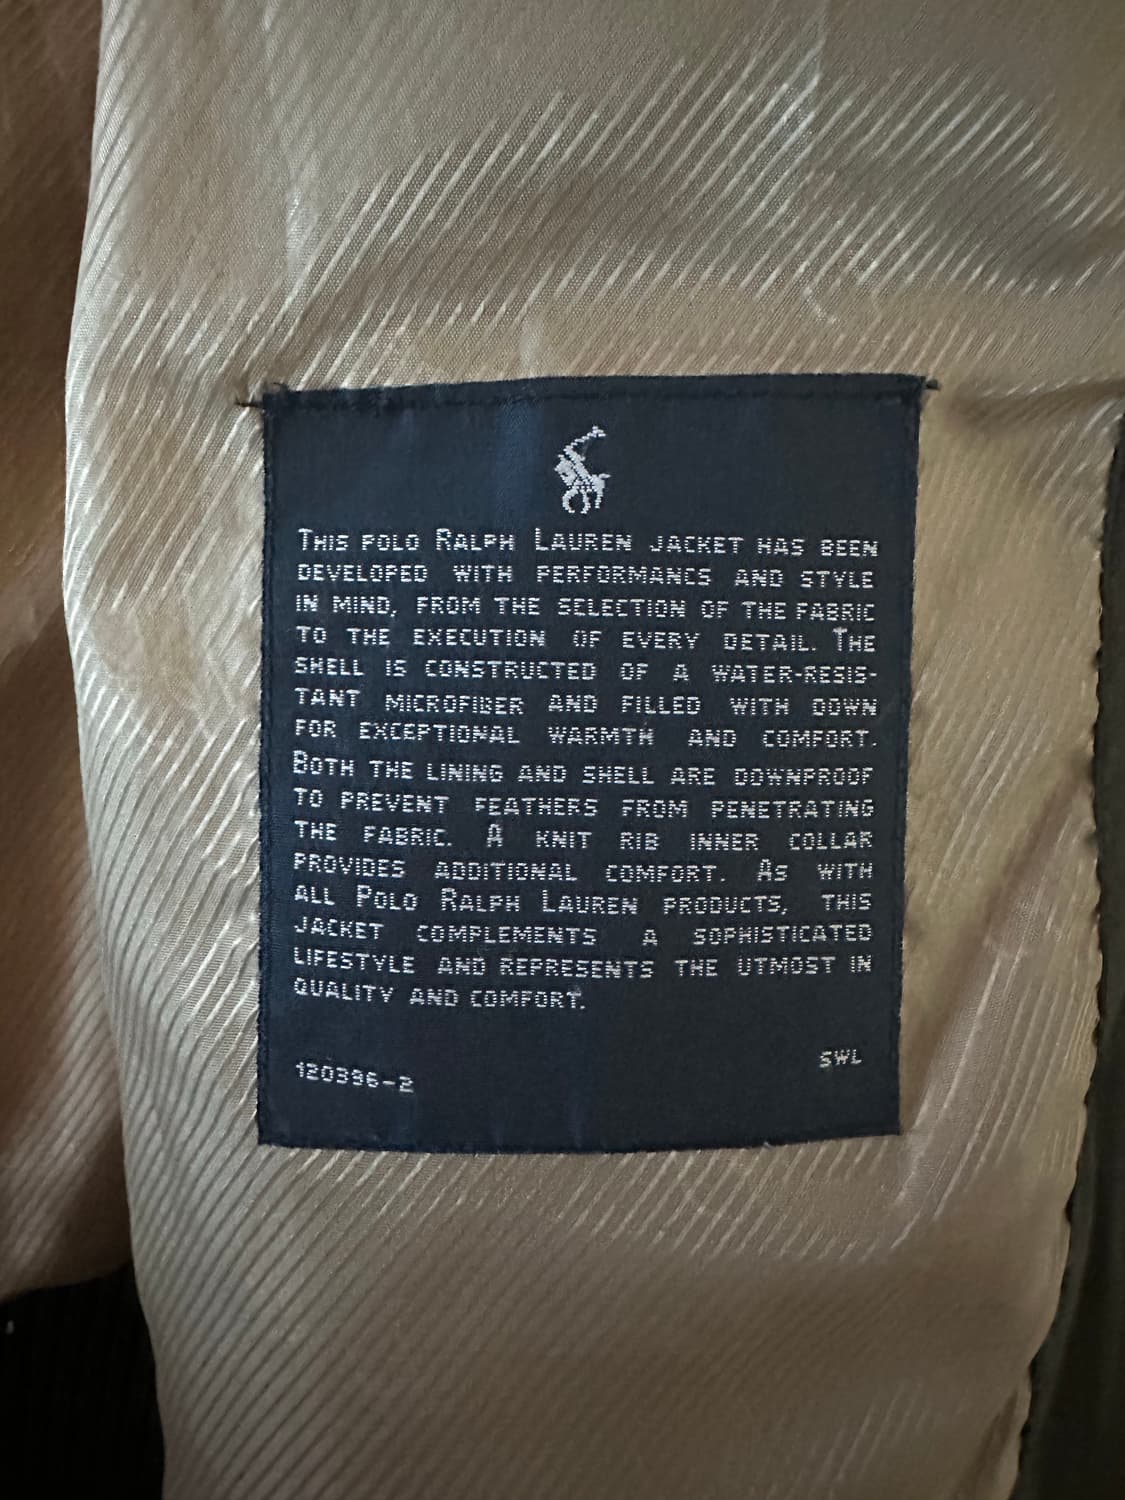 THIS POLO RALPH LAUREN JACKET HAS BEEN
DEVELOPED WITH PERFORMANCE AND STYLE
IN MIND, FROM THE SELECTION OF THE FABRIC
TO THE EXECUTION OF EVERY DETAIL. THE
SHELL IS CONSTRUCTED OF A WATER-RESIS-
TANT MICROFIBER AND FILLED WITH DOWN
FOR EXCEPTIONAL WARMTH AND COMFORT.
BOTH THE LINING AND SHELL ARE DOWNPROOF
TO PREVENT FEATHERS FROM PENETRATING
THE FABRIC. A KNIT RIB INNER COLLAR
PROVIDES ADDITIONAL COMFORT. AS WITH
ALL POLO RALPH LAUREN PRODUCTS, THIS
JACKET COMPLEMENTS A SOPHISTICATED
LIFESTYLE AND REPRESENTS THE UTMOST IN
QUALITY AND COMFORT.
SWL
120396-2